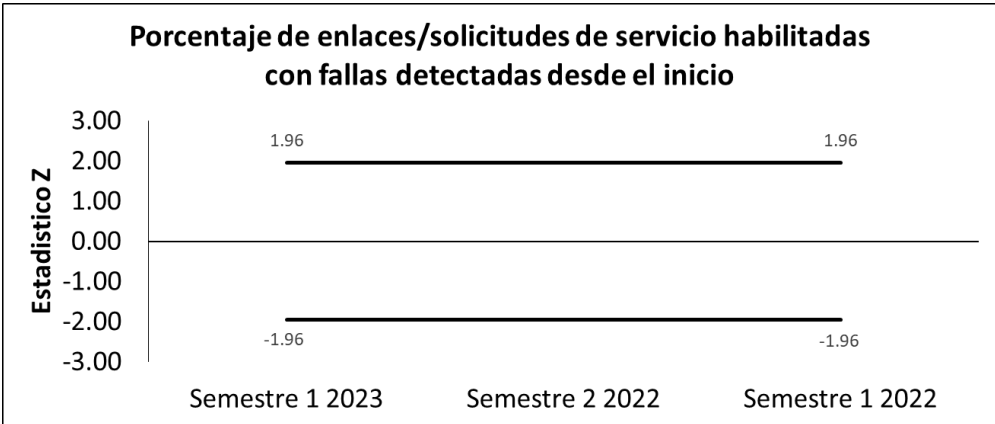 Porcentaje de enlaces/solicitudes de servicio habilitadas
con fallas detectadas desde el inicio
Estadistico Z
3.00
2.00
1.00
0.00
-1.00
-2.00
-3.00
1.96
1.96
-1.96
-1.96
Semestre 1 2023
Semestre 2 2022
Semestre 1 2022